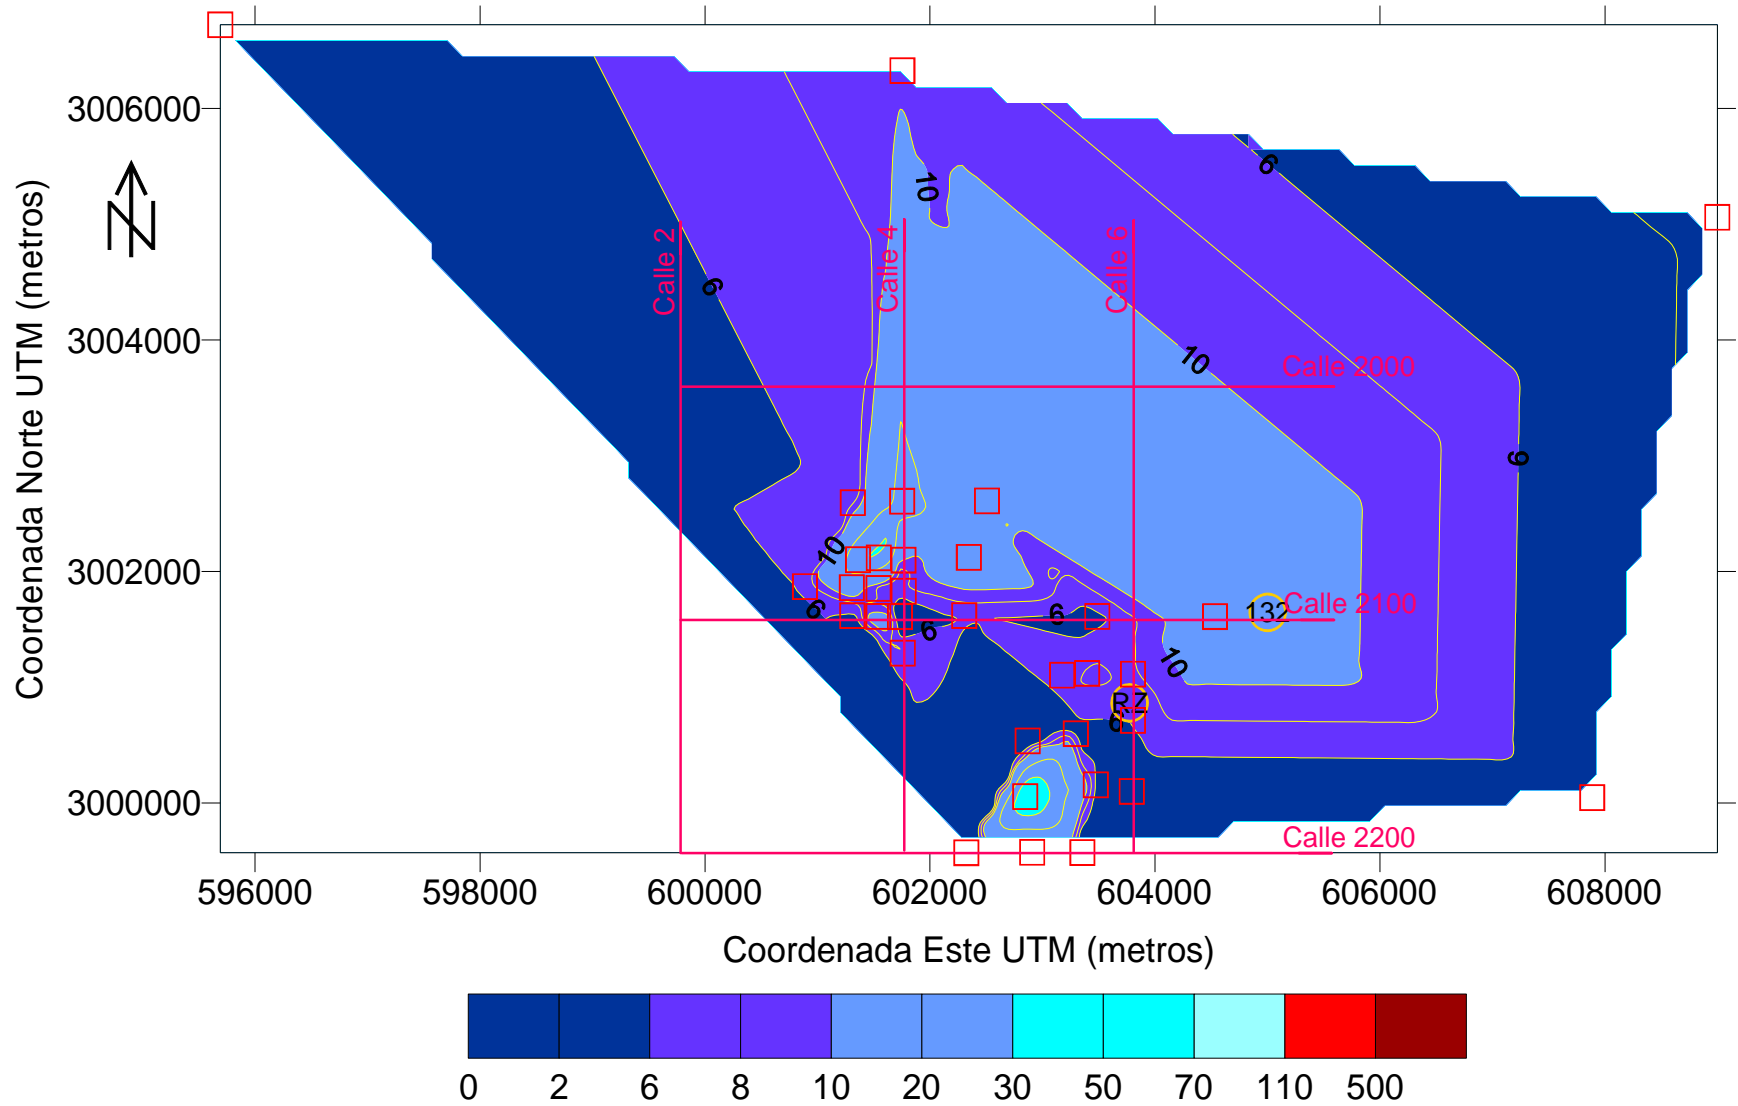 3006000
3004000
3002000
3000000
Coordenada Norte UTM (metros)
N
Calle 2
Calle 4
Calle 6
6
10
6
10
Calle 2000
6
10
6
6
6
132
Calle 2100
10
RZ
6
Calle 2200
596000 598000 600000 602000 604000 606000 608000
Coordenada Este UTM (metros)
0 2 6 8 10 20 30 50 70 110 500